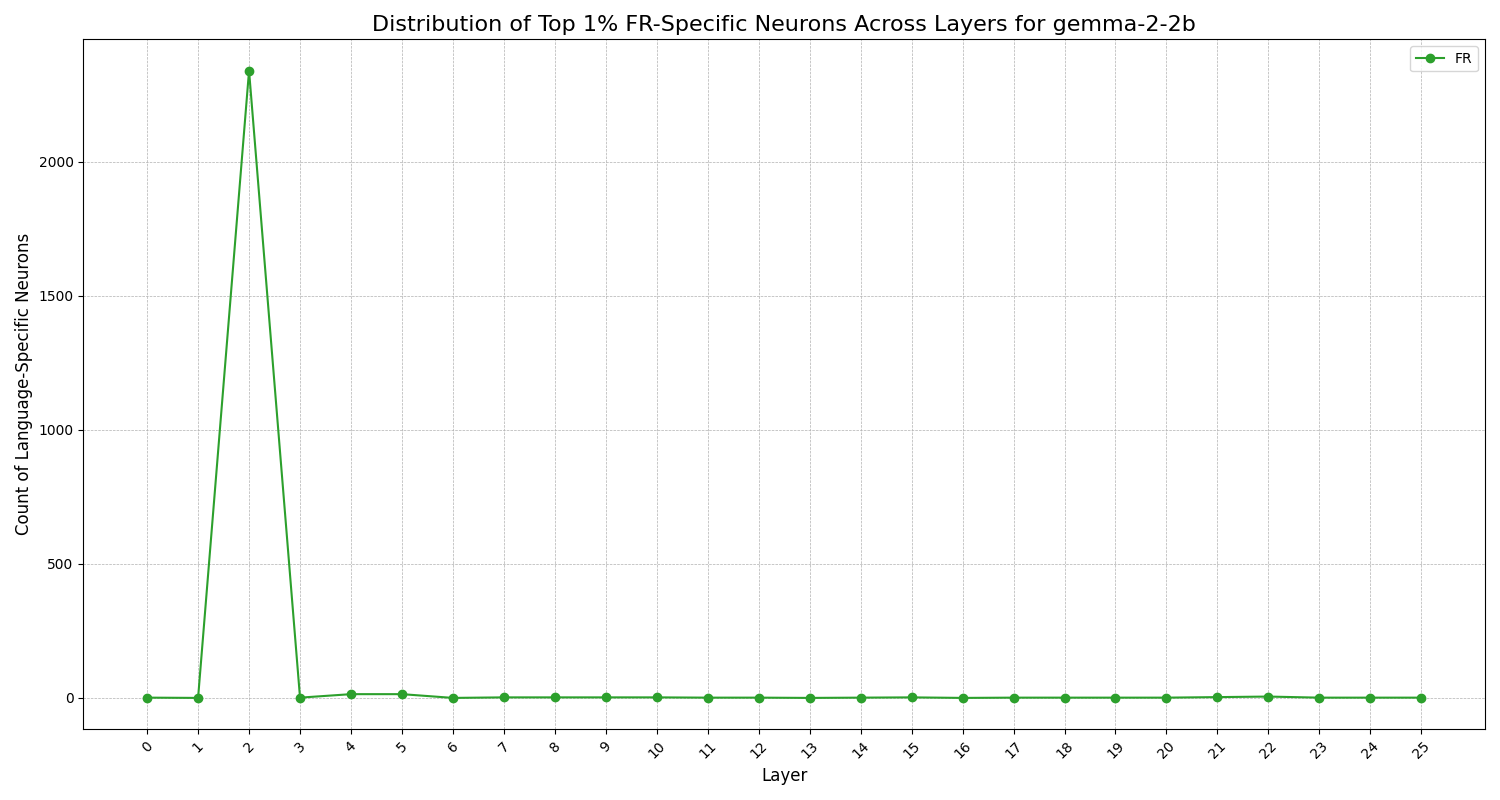 Distribution of Top 1% FR-Specific Neurons Across Layers for gemma-2-2b
FR
Count of Language-Specific Neurons
2000
1500
1000
500
0
0 1 2 3 4 5 6 7 8 9 10 11 12 13 14 15 16 17 18 19 20 21 22 23 24 25
Layer